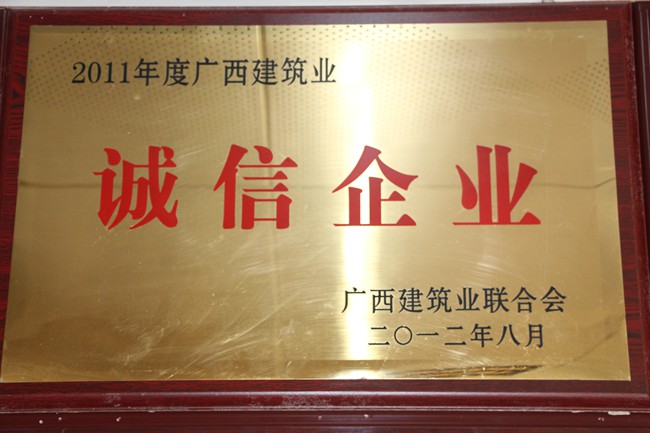 2011年度广西建筑业
诚信企业
广西建筑业联合会
二〇一二年八月